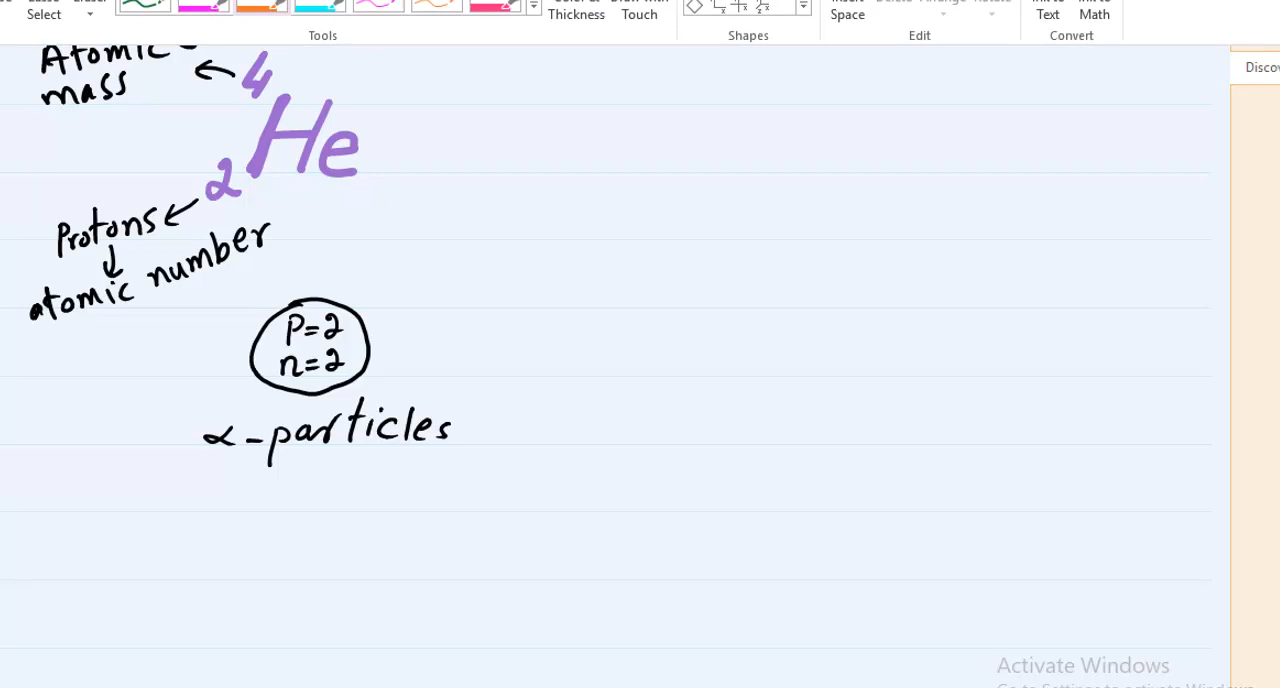 Select
Thickness
Touch
Space
Text
Math
Tools
Shapes
Edit
Convert
Discov
Atomic
mass
4
He
2
Protons
atomic number
P=2
n=2
α-particles
Activate Windows